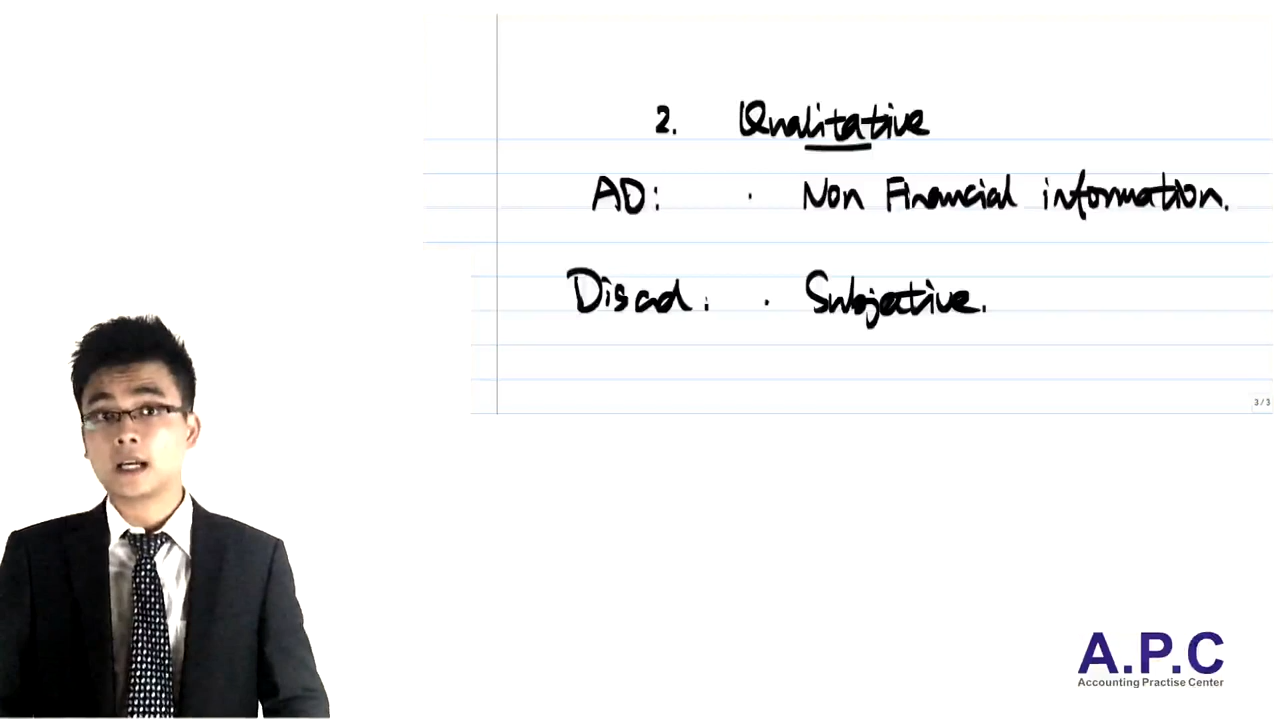 2. Qualitative
AD: · Non Financial information.
Disad: · Subjective.
3/3
A.P.C
Accounting Practise Center